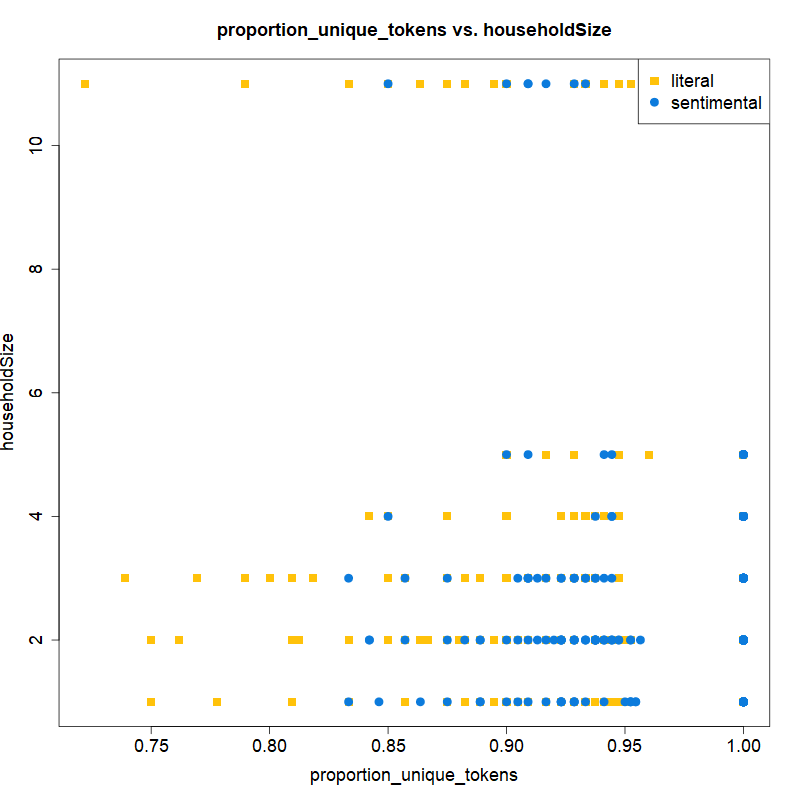 proportion_unique_tokens vs. householdSize
literal
sentimental
householdSize
10
8
6
4
2
0.75 0.80 0.85 0.90 0.95 1.00
proportion_unique_tokens